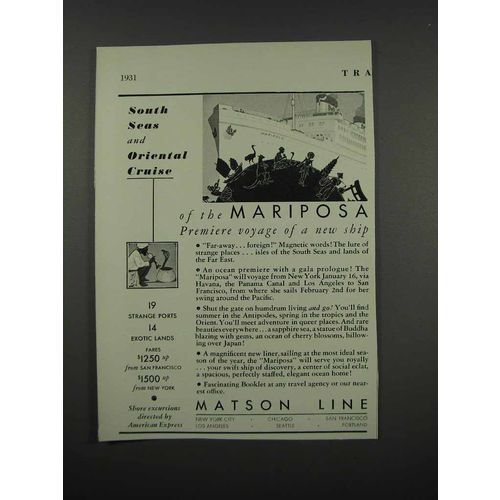 1931
TRA
South
Seas
and
Oriental
Cruise
MARIPOSA
of the MARIPOSA
Premiere voyage of a new ship
• "Far-away . . . foreign!" Magnetic words! The lure of
strange places . . . isles of the South Seas and lands of
the Far East.
• An ocean premiere with a gala prologue! The
"Mariposa" will voyage from New York January 16, via
Havana, the Panama Canal and Los Angeles to San
Francisco, from where she sails February 2nd for her
swing around the Pacific.
• Shut the gate on humdrum living and go! You'll find
summer in the Antipodes, spring in the tropics and the
Orient. You'll meet adventure in queer places. And rare
beauties everywhere . . . a sapphire sea, a statue of Buddha
blazing with gems, an ocean of cherry blossoms, billow-
ing over Japan!
• A magnificent new liner, sailing at the most ideal sea-
son of the year, the "Mariposa" will serve you royally
. . . your swift ship of discovery, a center of social eclat,
a spacious, perfectly staffed, elegant ocean home!
• Fascinating Booklet at any travel agency or our near-
est office.
19
STRANGE PORTS
14
EXOTIC LANDS
FARES
$1250 up
from SAN FRANCISCO
$1500 up
from NEW YORK
•
Shore excursions
directed by
American Express
MATSON LINE
NEW YORK CITY • CHICAGO • SAN FRANCISCO
LOS ANGELES • SEATTLE • PORTLAND